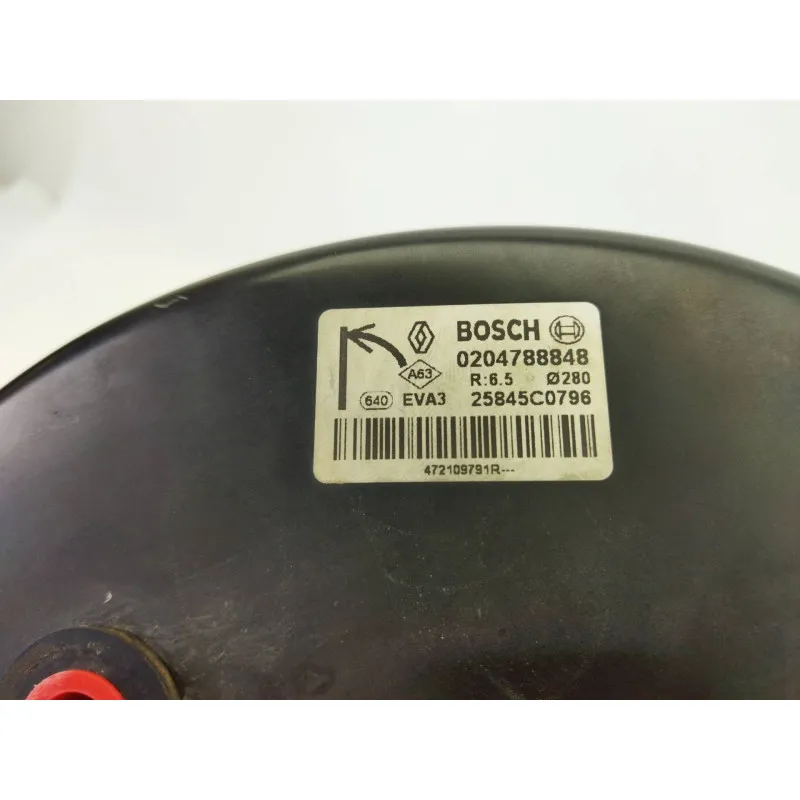 BOSCH
0204788848
A63
R:6.5 Ø280
640 EVA3 25845C0796
472109791R---